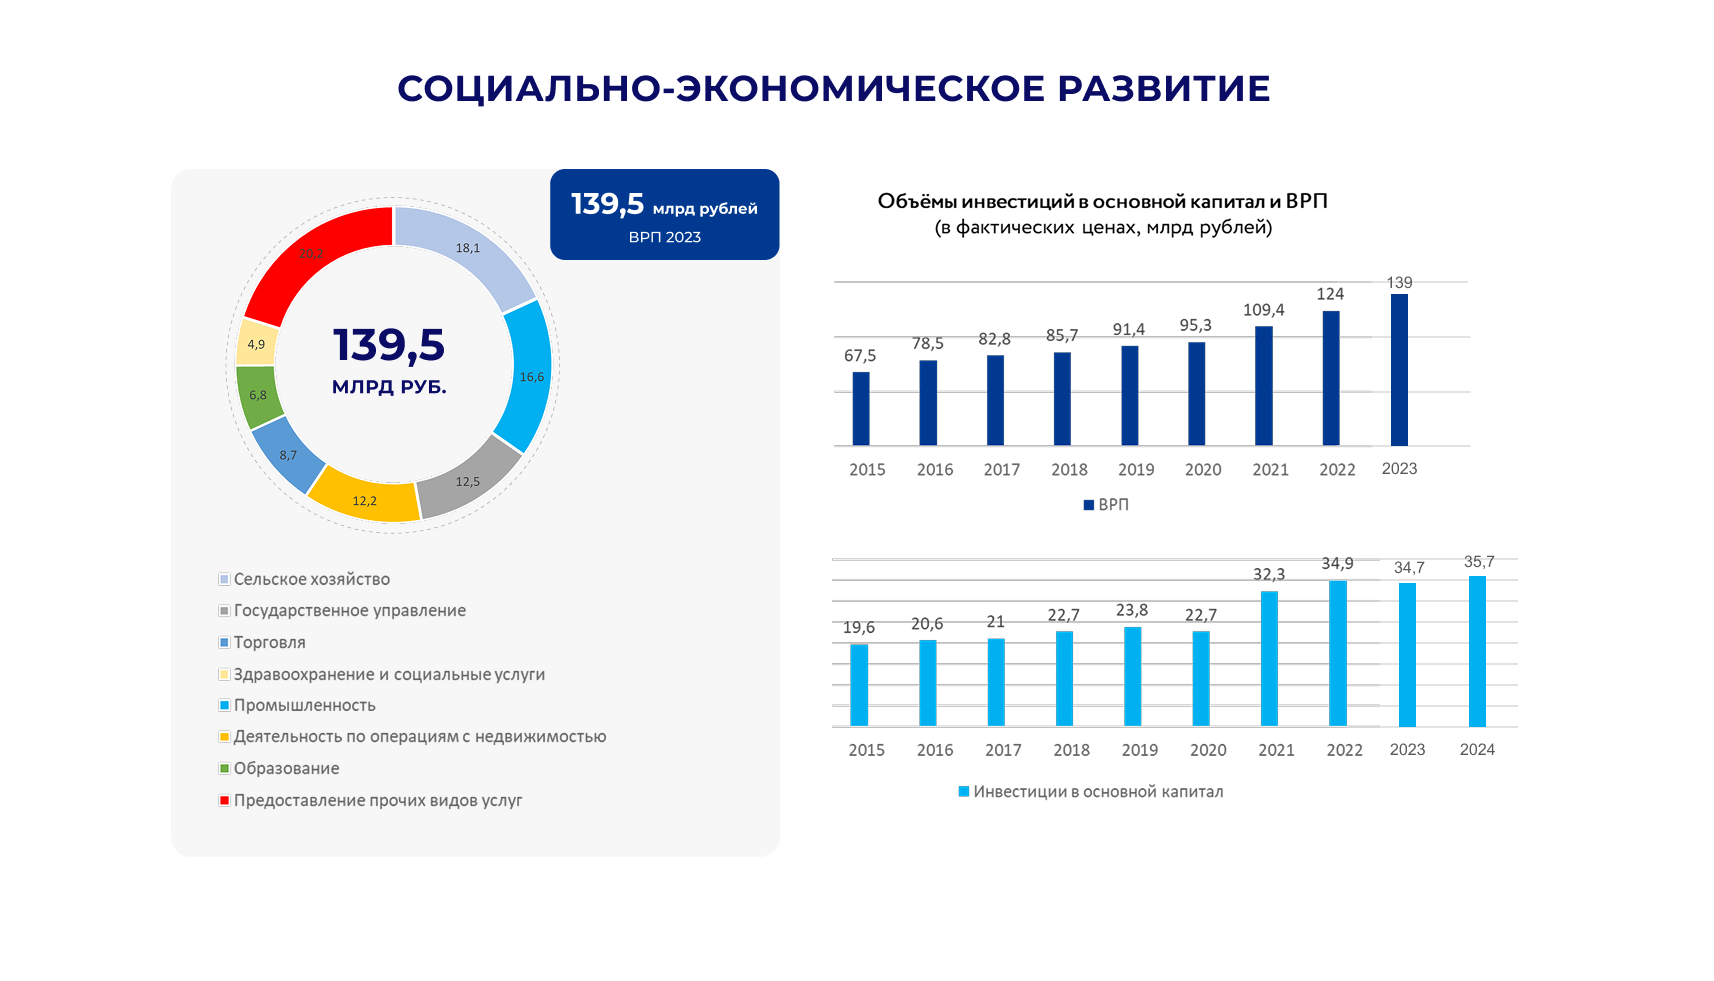 СОЦИАЛЬНО-ЭКОНОМИЧЕСКОЕ РАЗВИТИЕ
139,5 млрд рублей
ВРП 2023
18,1
16,6
12,5
12,2
8,7
6,8
4,9
20,2
139,5
МЛРД РУБ.
Сельское хозяйство
Государственное управление
Торговля
Здравоохранение и социальные услуги
Промышленность
Деятельность по операциям с недвижимостью
Образование
Предоставление прочих видов услуг
Объёмы инвестиций в основной капитал и ВРП
(в фактических ценах, млрд рублей)
67,5 78,5 82,8 85,7 91,4 95,3 109,4 124 139
2015 2016 2017 2018 2019 2020 2021 2022 2023
ВРП
19,6 20,6 21 22,7 23,8 22,7 32,3 34,9 34,7 35,7
2015 2016 2017 2018 2019 2020 2021 2022 2023 2024
Инвестиции в основной капитал